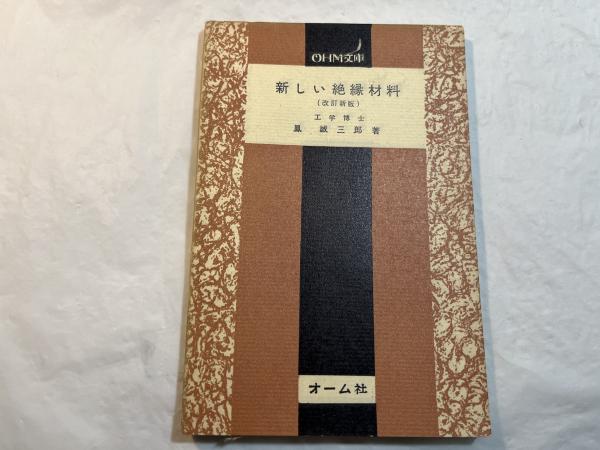 OHM文庫
新しい絶縁材料
(改訂新版)
工学博士
鳳 誠三郎 著
オーム社